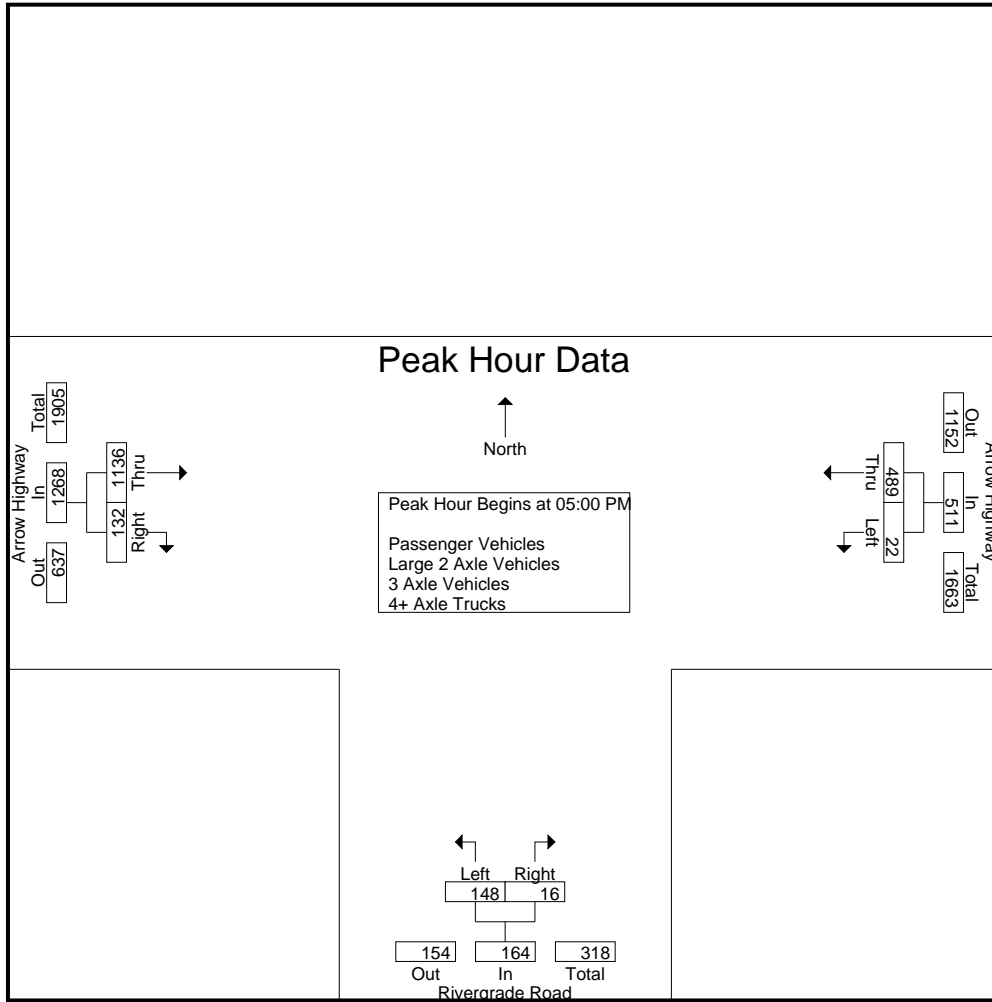 Peak Hour Data
North
Peak Hour Begins at 05:00 PM
Passenger Vehicles
Large 2 Axle Vehicles
3 Axle Vehicles
4+ Axle Trucks
Arrow Highway
Out In Total
637 1268 1905
Right Thru
132 1136
Arrow Highway
Out In Total
1152 511 1663
Thru Left
489 22
Left Right
148 16
154 164 318
Out In Total
Rivergrade Road